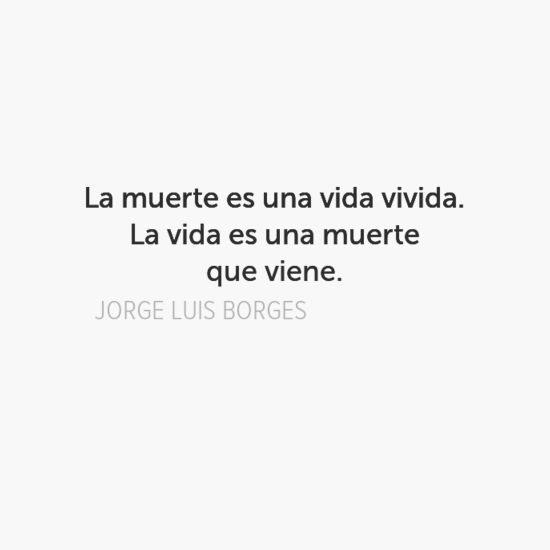 La muerte es una vida vivida.
La vida es una muerte
que viene.
JORGE LUIS BORGES